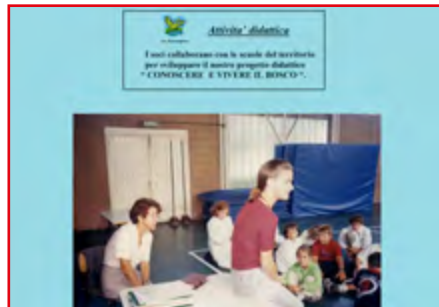 Attivita' didattica
I soci collaborano con le scuole del territorio
per sviluppare il nostro progetto didattico
" CONOSCERE E VIVERE IL BOSCO ".